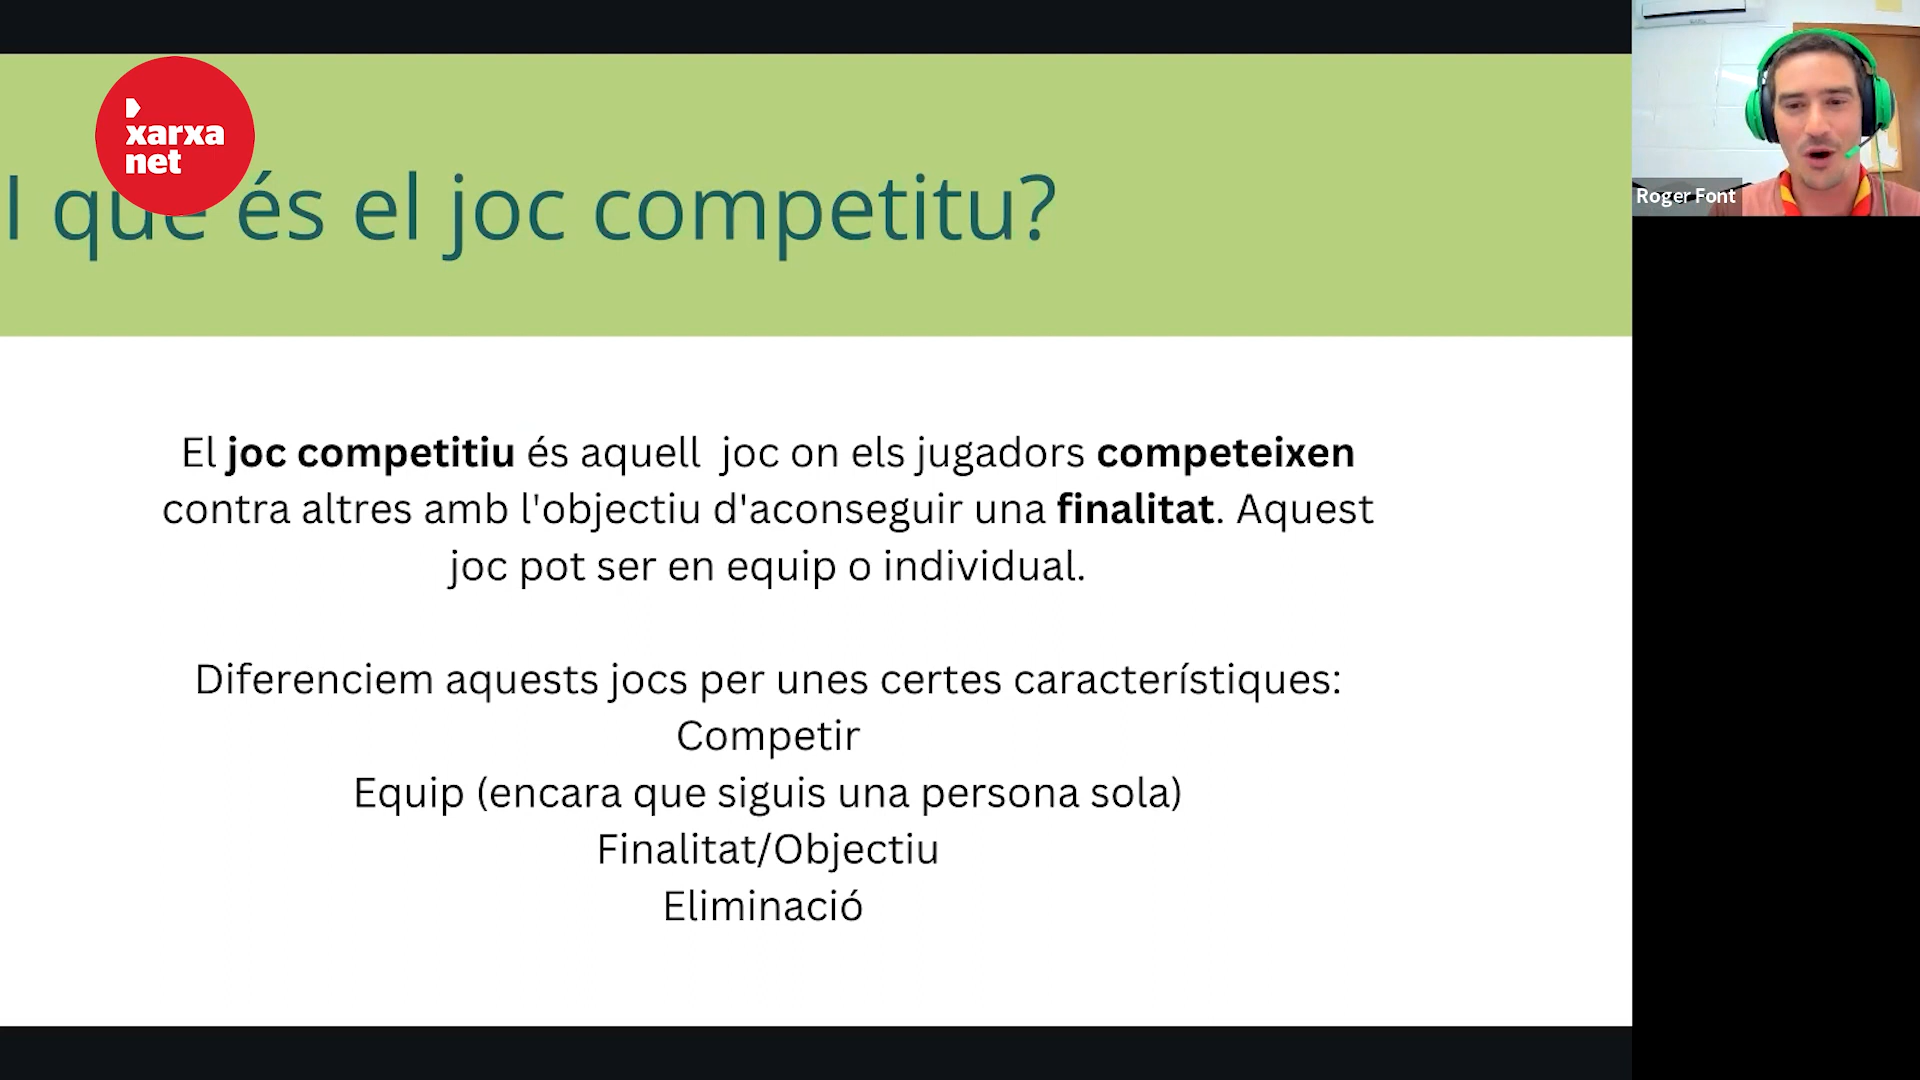 xarxa
net
I què és el joc competitu?
Roger Font
El joc competitiu és aquell joc on els jugadors competeixen
contra altres amb l'objectiu d'aconseguir una finalitat. Aquest
joc pot ser en equip o individual.
Diferenciem aquests jocs per unes certes característiques:
Competir
Equip (encara que siguis una persona sola)
Finalitat/Objectiu
Eliminació